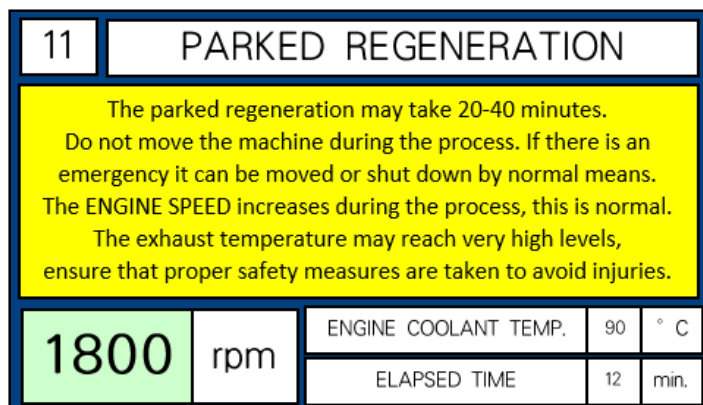 11 PARKED REGENERATION
The parked regeneration may take 20-40 minutes.
Do not move the machine during the process. If there is an
emergency it can be moved or shut down by normal means.
The ENGINE SPEED increases during the process, this is normal.
The exhaust temperature may reach very high levels,
ensure that proper safety measures are taken to avoid injuries.
1800 rpm
ENGINE COOLANT TEMP. 90 ° C
ELAPSED TIME 12 min.